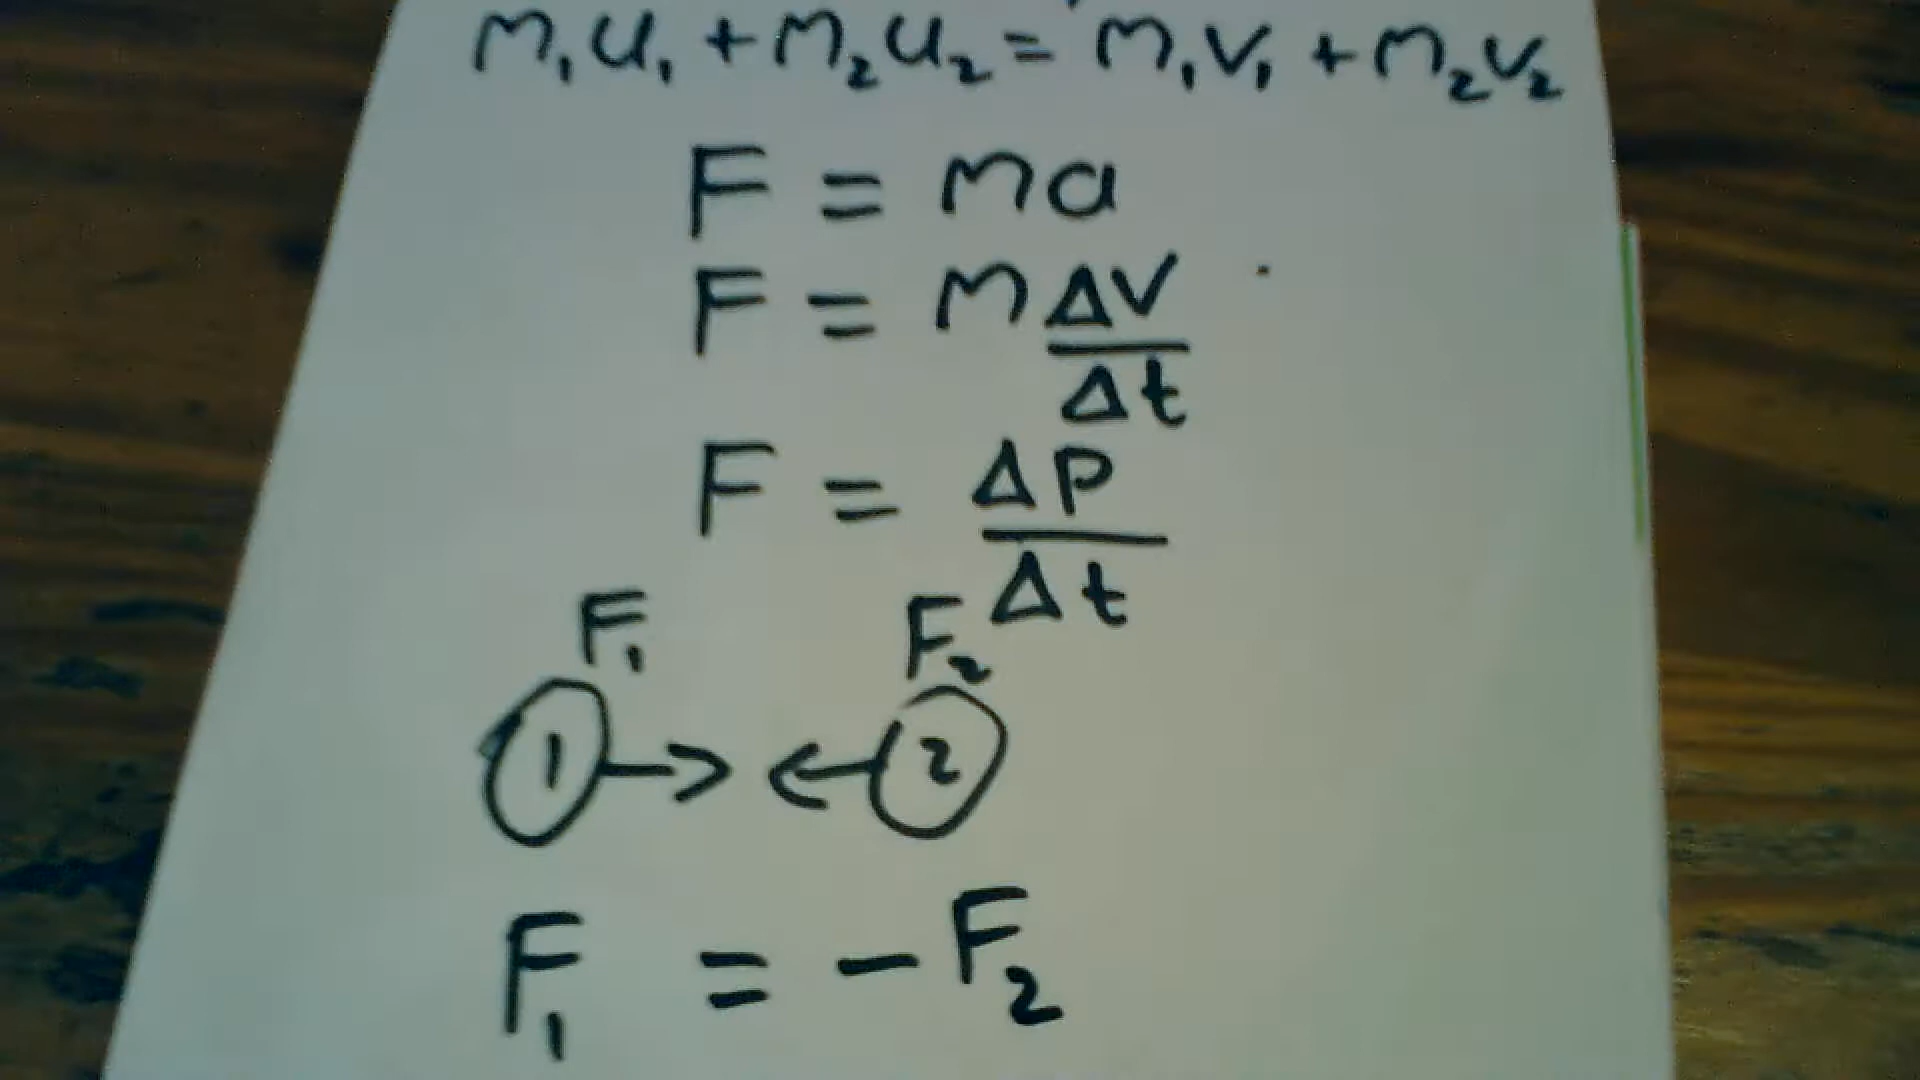 m₁u₁ + m₂u₂ = m₁v₁ + m₂v₂
F = ma
F = m Δv/Δt
F = Δp/Δt
F₁ F₂
1 2
F₁ = -F₂